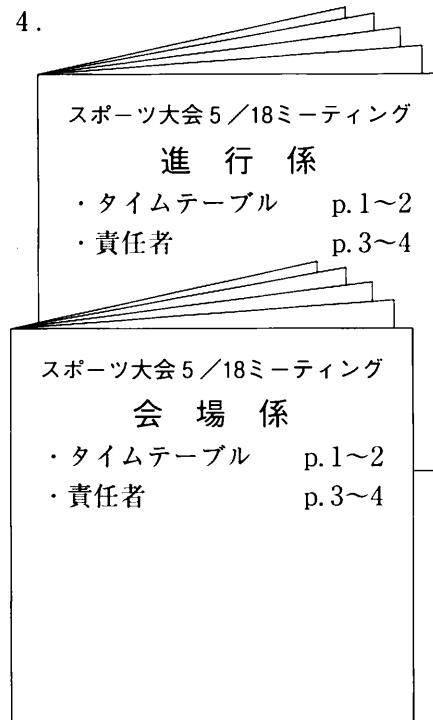 4.
スポーツ大会5/18ミーティング
進行係
・タイムテーブル p.1~2
・責任者 p.3~4
スポーツ大会5/18ミーティング
会場係
・タイムテーブル p.1~2
・責任者 p.3~4